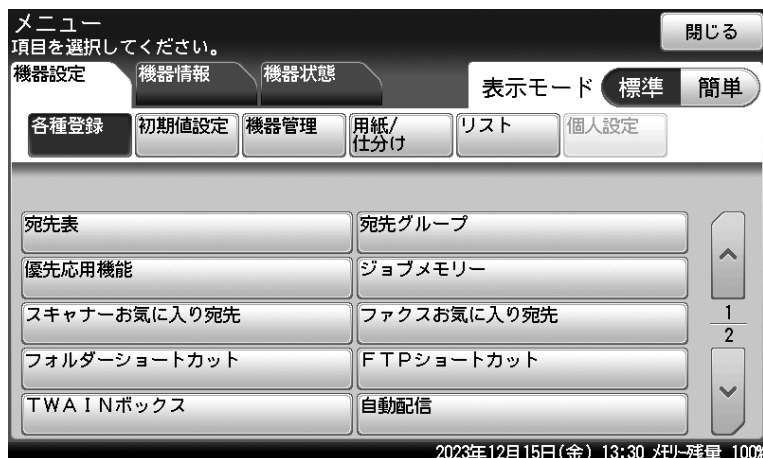 メニュー
閉じる
項目を選択してください。
機器設定
機器情報
機器状態
表示モード
標準
簡単
各種登録
初期値設定
機器管理
用紙/
仕分け
リスト
個人設定
宛先表
宛先グループ
優先応用機能
ジョブメモリー
スキャナーお気に入り宛先
ファクスお気に入り宛先
1
2
フォルダーショートカット
ＦＴＰショートカット
ＴＷＡＩＮボックス
自動配信
2023年12月15日(金) 13:30 ﾒﾓﾘｰ残量 100%